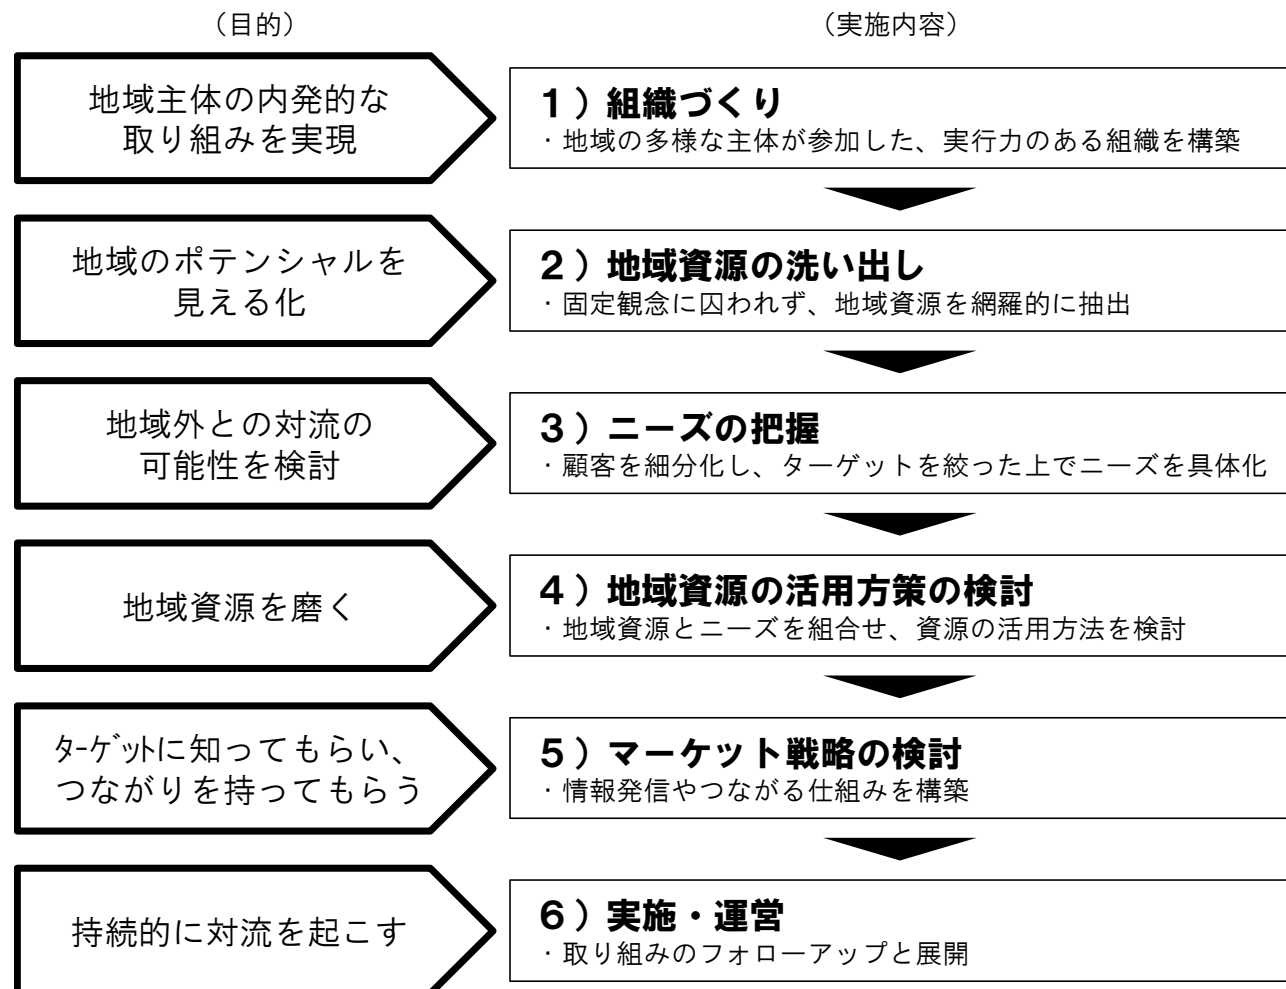 （目的）
（実施内容）
地域主体の内発的な
取り組みを実現
１）組織づくり
・地域の多様な主体が参加した、実行力のある組織を構築
地域のポテンシャルを
見える化
２）地域資源の洗い出し
・固定観念に囚われず、地域資源を網羅的に抽出
地域外との対流の
可能性を検討
３）ニーズの把握
・顧客を細分化し、ターゲットを絞った上でニーズを具体化
地域資源を磨く
４）地域資源の活用方策の検討
・地域資源とニーズを組合せ、資源の活用方法を検討
ﾀｰｹﾞｯﾄに知ってもらい、
つながりを持ってもらう
５）マーケット戦略の検討
・情報発信やつながる仕組みを構築
持続的に対流を起こす
６）実施・運営
・取り組みのフォローアップと展開